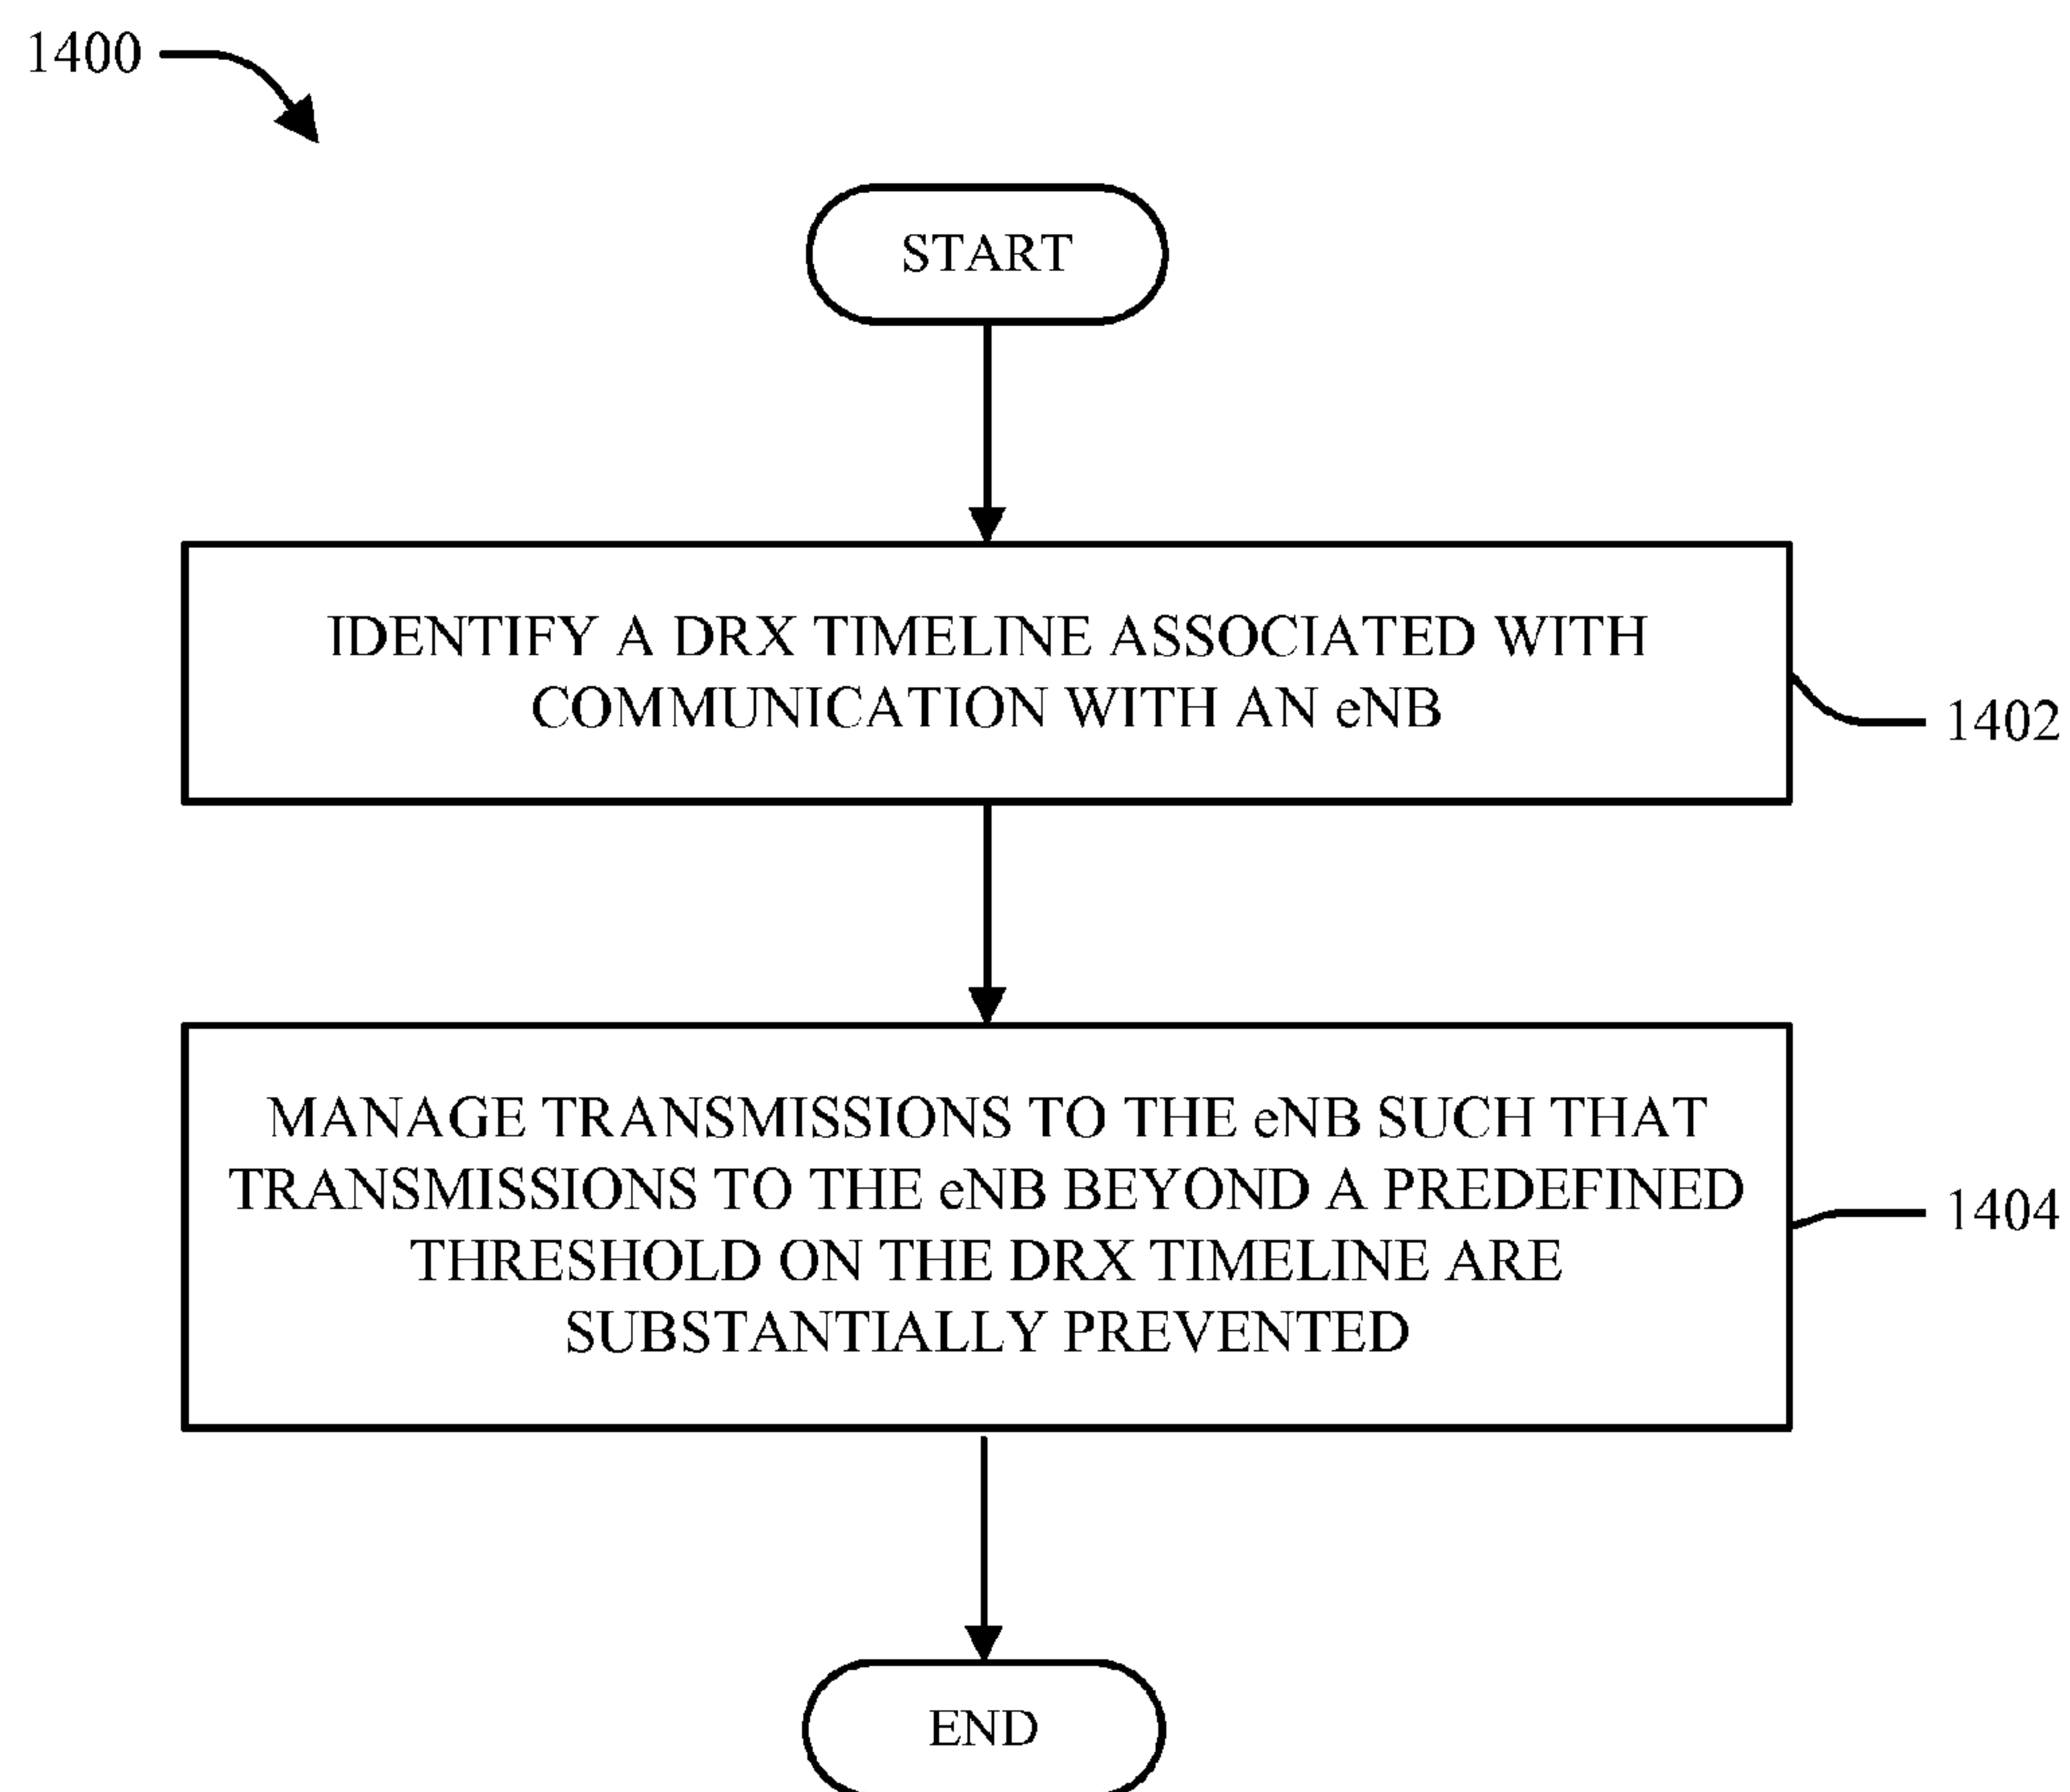 1400
START
IDENTIFY A DRX TIMELINE ASSOCIATED WITH
COMMUNICATION WITH AN eNB
1402
MANAGE TRANSMISSIONS TO THE eNB SUCH THAT
TRANSMISSIONS TO THE eNB BEYOND A PREDEFINED
THRESHOLD ON THE DRX TIMELINE ARE
SUBSTANTIALLY PREVENTED
1404
END